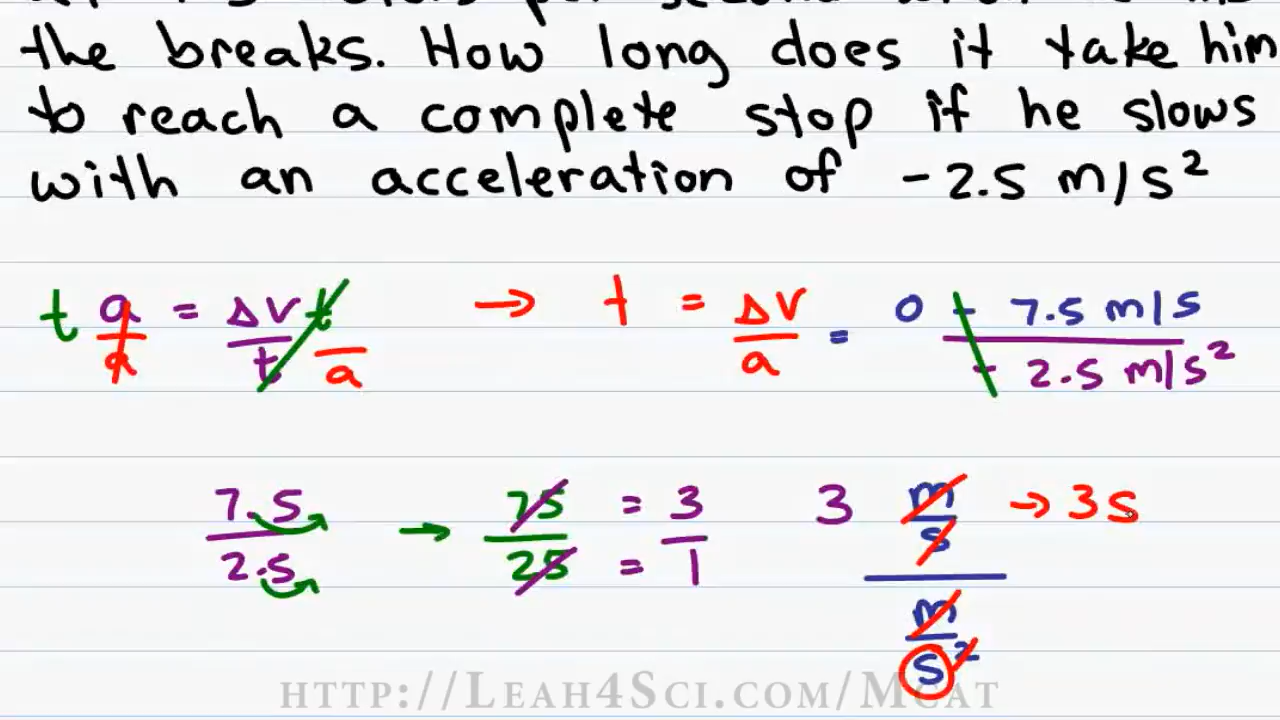 the breaks. How long does it take him
to reach a complete stop if he slows
with an acceleration of -2.5 m/s²
t a/a = Δv t/t a → t = Δv/a = 0 - 7.5 m/s / - 2.5 m/s²
7.5/2.5 → 75/25 = 3/1 3 m/s / m/s² → 3s
http://Leah4Sci.com/MCAT